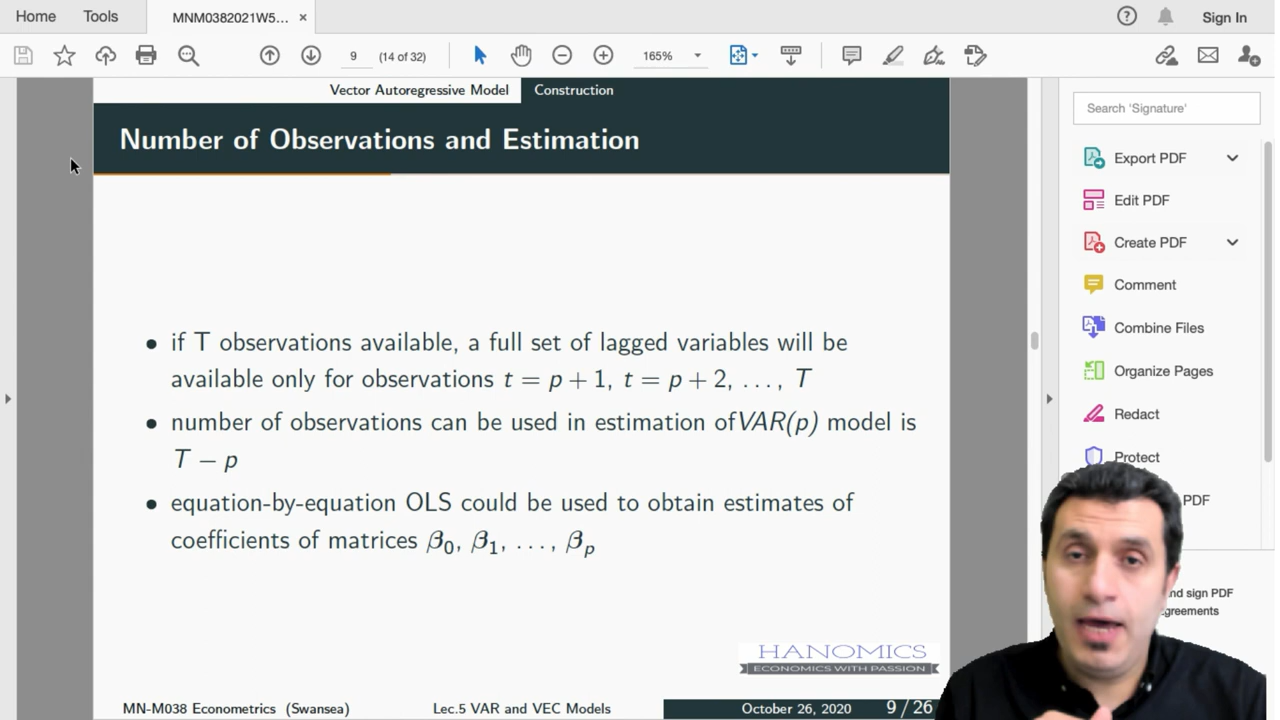 Home Tools MNM0382021W5... × Sign In
9 (14 of 32) 165%
Vector Autoregressive Model Construction
Number of Observations and Estimation
• if T observations available, a full set of lagged variables will be
available only for observations t = p + 1, t = p + 2, . . . , T
• number of observations can be used in estimation ofVAR(p) model is
T − p
• equation-by-equation OLS could be used to obtain estimates of
coefficients of matrices β0, β1, . . . , βp
HANOMICS
ECONOMICS WITH PASSION
MN-M038 Econometrics (Swansea) Lec.5 VAR and VEC Models October 26, 2020 9 / 26
Search 'Signature'
Export PDF
Edit PDF
Create PDF
Comment
Combine Files
Organize Pages
Redact
Protect
PDF
nd sign PDF
greements